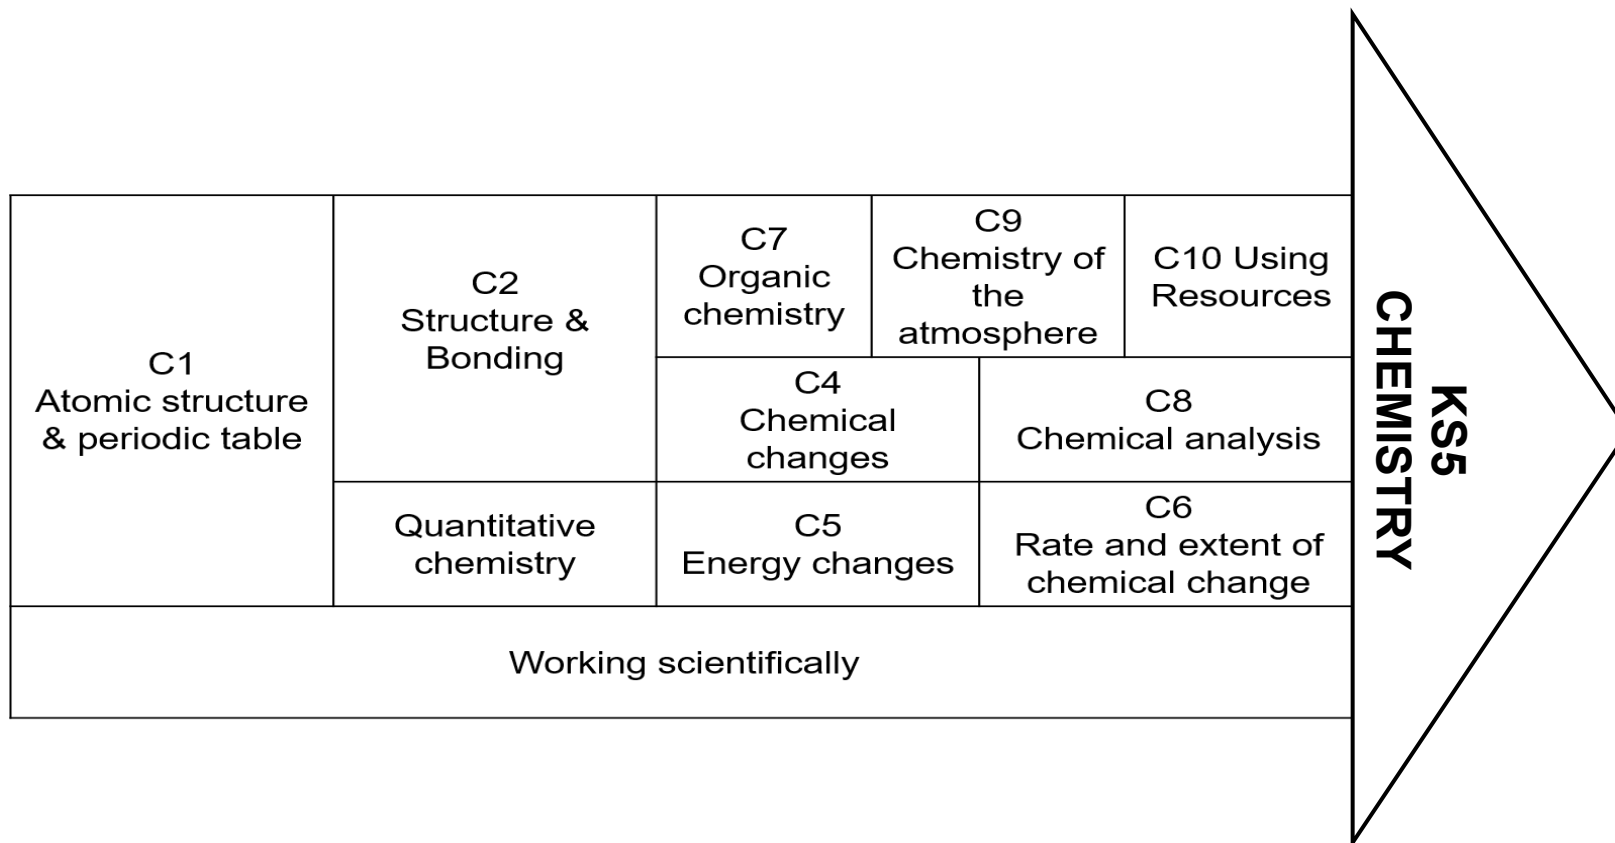 C1
Atomic structure
& periodic table
C2
Structure &
Bonding
Quantitative
chemistry
C7
Organic
chemistry
C9
Chemistry of
the
atmosphere
C10 Using
Resources
C4
Chemical
changes
C8
Chemical analysis
C5
Energy changes
C6
Rate and extent of
chemical change
Working scientifically
KS5
CHEMISTRY